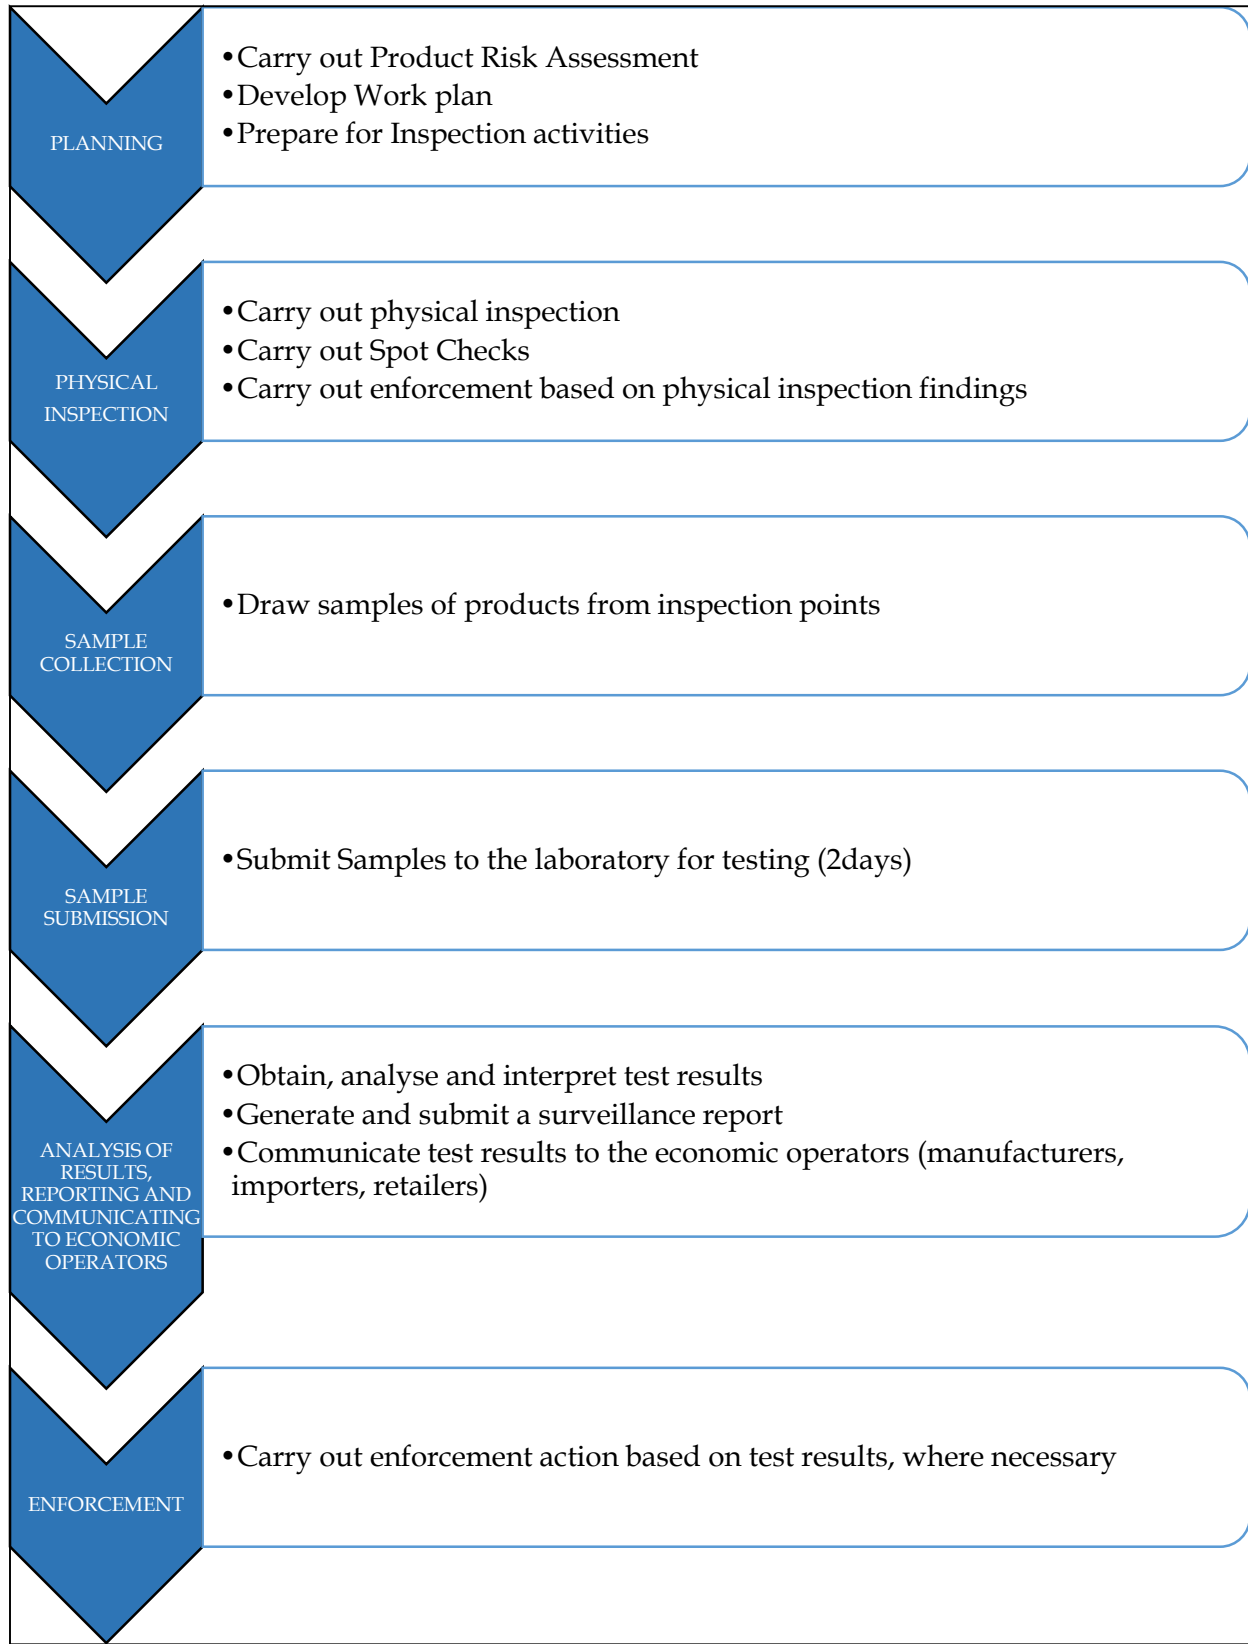 PLANNING
•Carry out Product Risk Assessment
•Develop Work plan
•Prepare for Inspection activities
PHYSICAL
INSPECTION
•Carry out physical inspection
•Carry out Spot Checks
•Carry out enforcement based on physical inspection findings
SAMPLE
COLLECTION
•Draw samples of products from inspection points
SAMPLE
SUBMISSION
•Submit Samples to the laboratory for testing (2days)
ANALYSIS OF
RESULTS,
REPORTING AND
COMMUNICATING
TO ECONOMIC
OPERATORS
•Obtain, analyse and interpret test results
•Generate and submit a surveillance report
•Communicate test results to the economic operators (manufacturers,
importers, retailers)
ENFORCEMENT
•Carry out enforcement action based on test results, where necessary